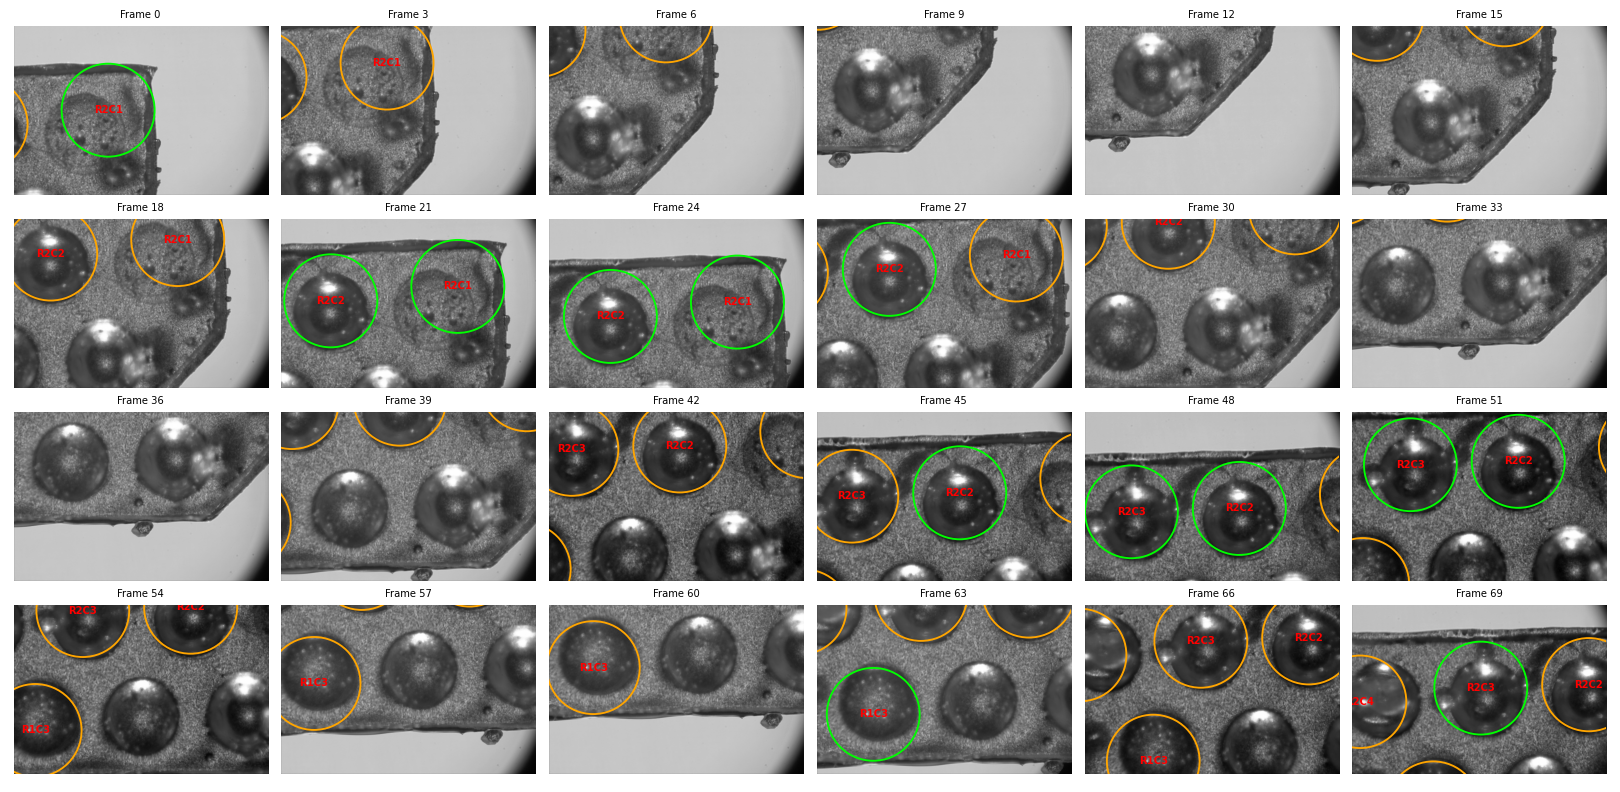 Frame 0
Frame 3
Frame 6
Frame 9
Frame 12
Frame 15
R2C1
R2C1
Frame 18
Frame 21
Frame 24
Frame 27
Frame 30
Frame 33
R2C2
R2C1
R2C2
R2C1
R2C2
R2C1
R2C2
R2C1
R2C2
Frame 36
Frame 39
Frame 42
Frame 45
Frame 48
Frame 51
R2C3
R2C2
R2C3
R2C2
R2C3
R2C2
R2C3
R2C2
Frame 54
Frame 57
Frame 60
Frame 63
Frame 66
Frame 69
R2C3
R2C2
R1C3
R1C3
R1C3
R1C3
R2C3
R2C2
R1C3
R2C3
R2C2